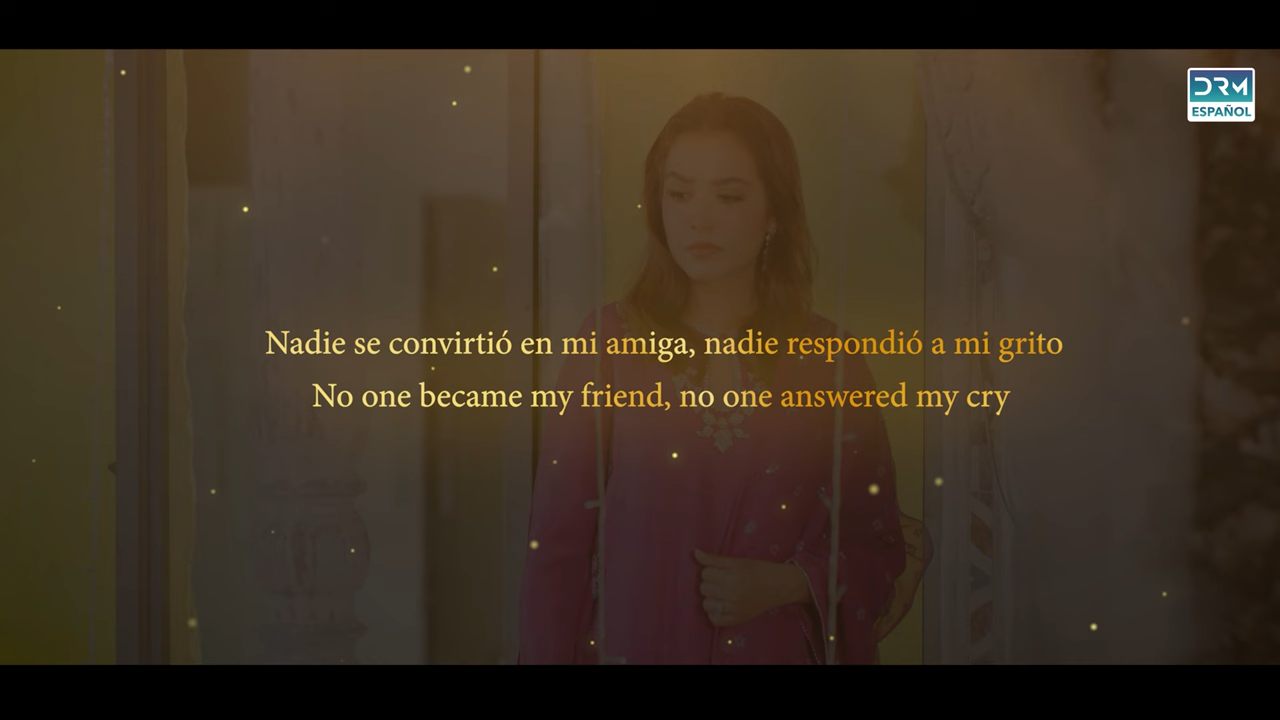 DRM
ESPAÑOL
Nadie se convirtió en mi amiga, nadie respondió a mi grito
No one became my friend, no one answered my cry